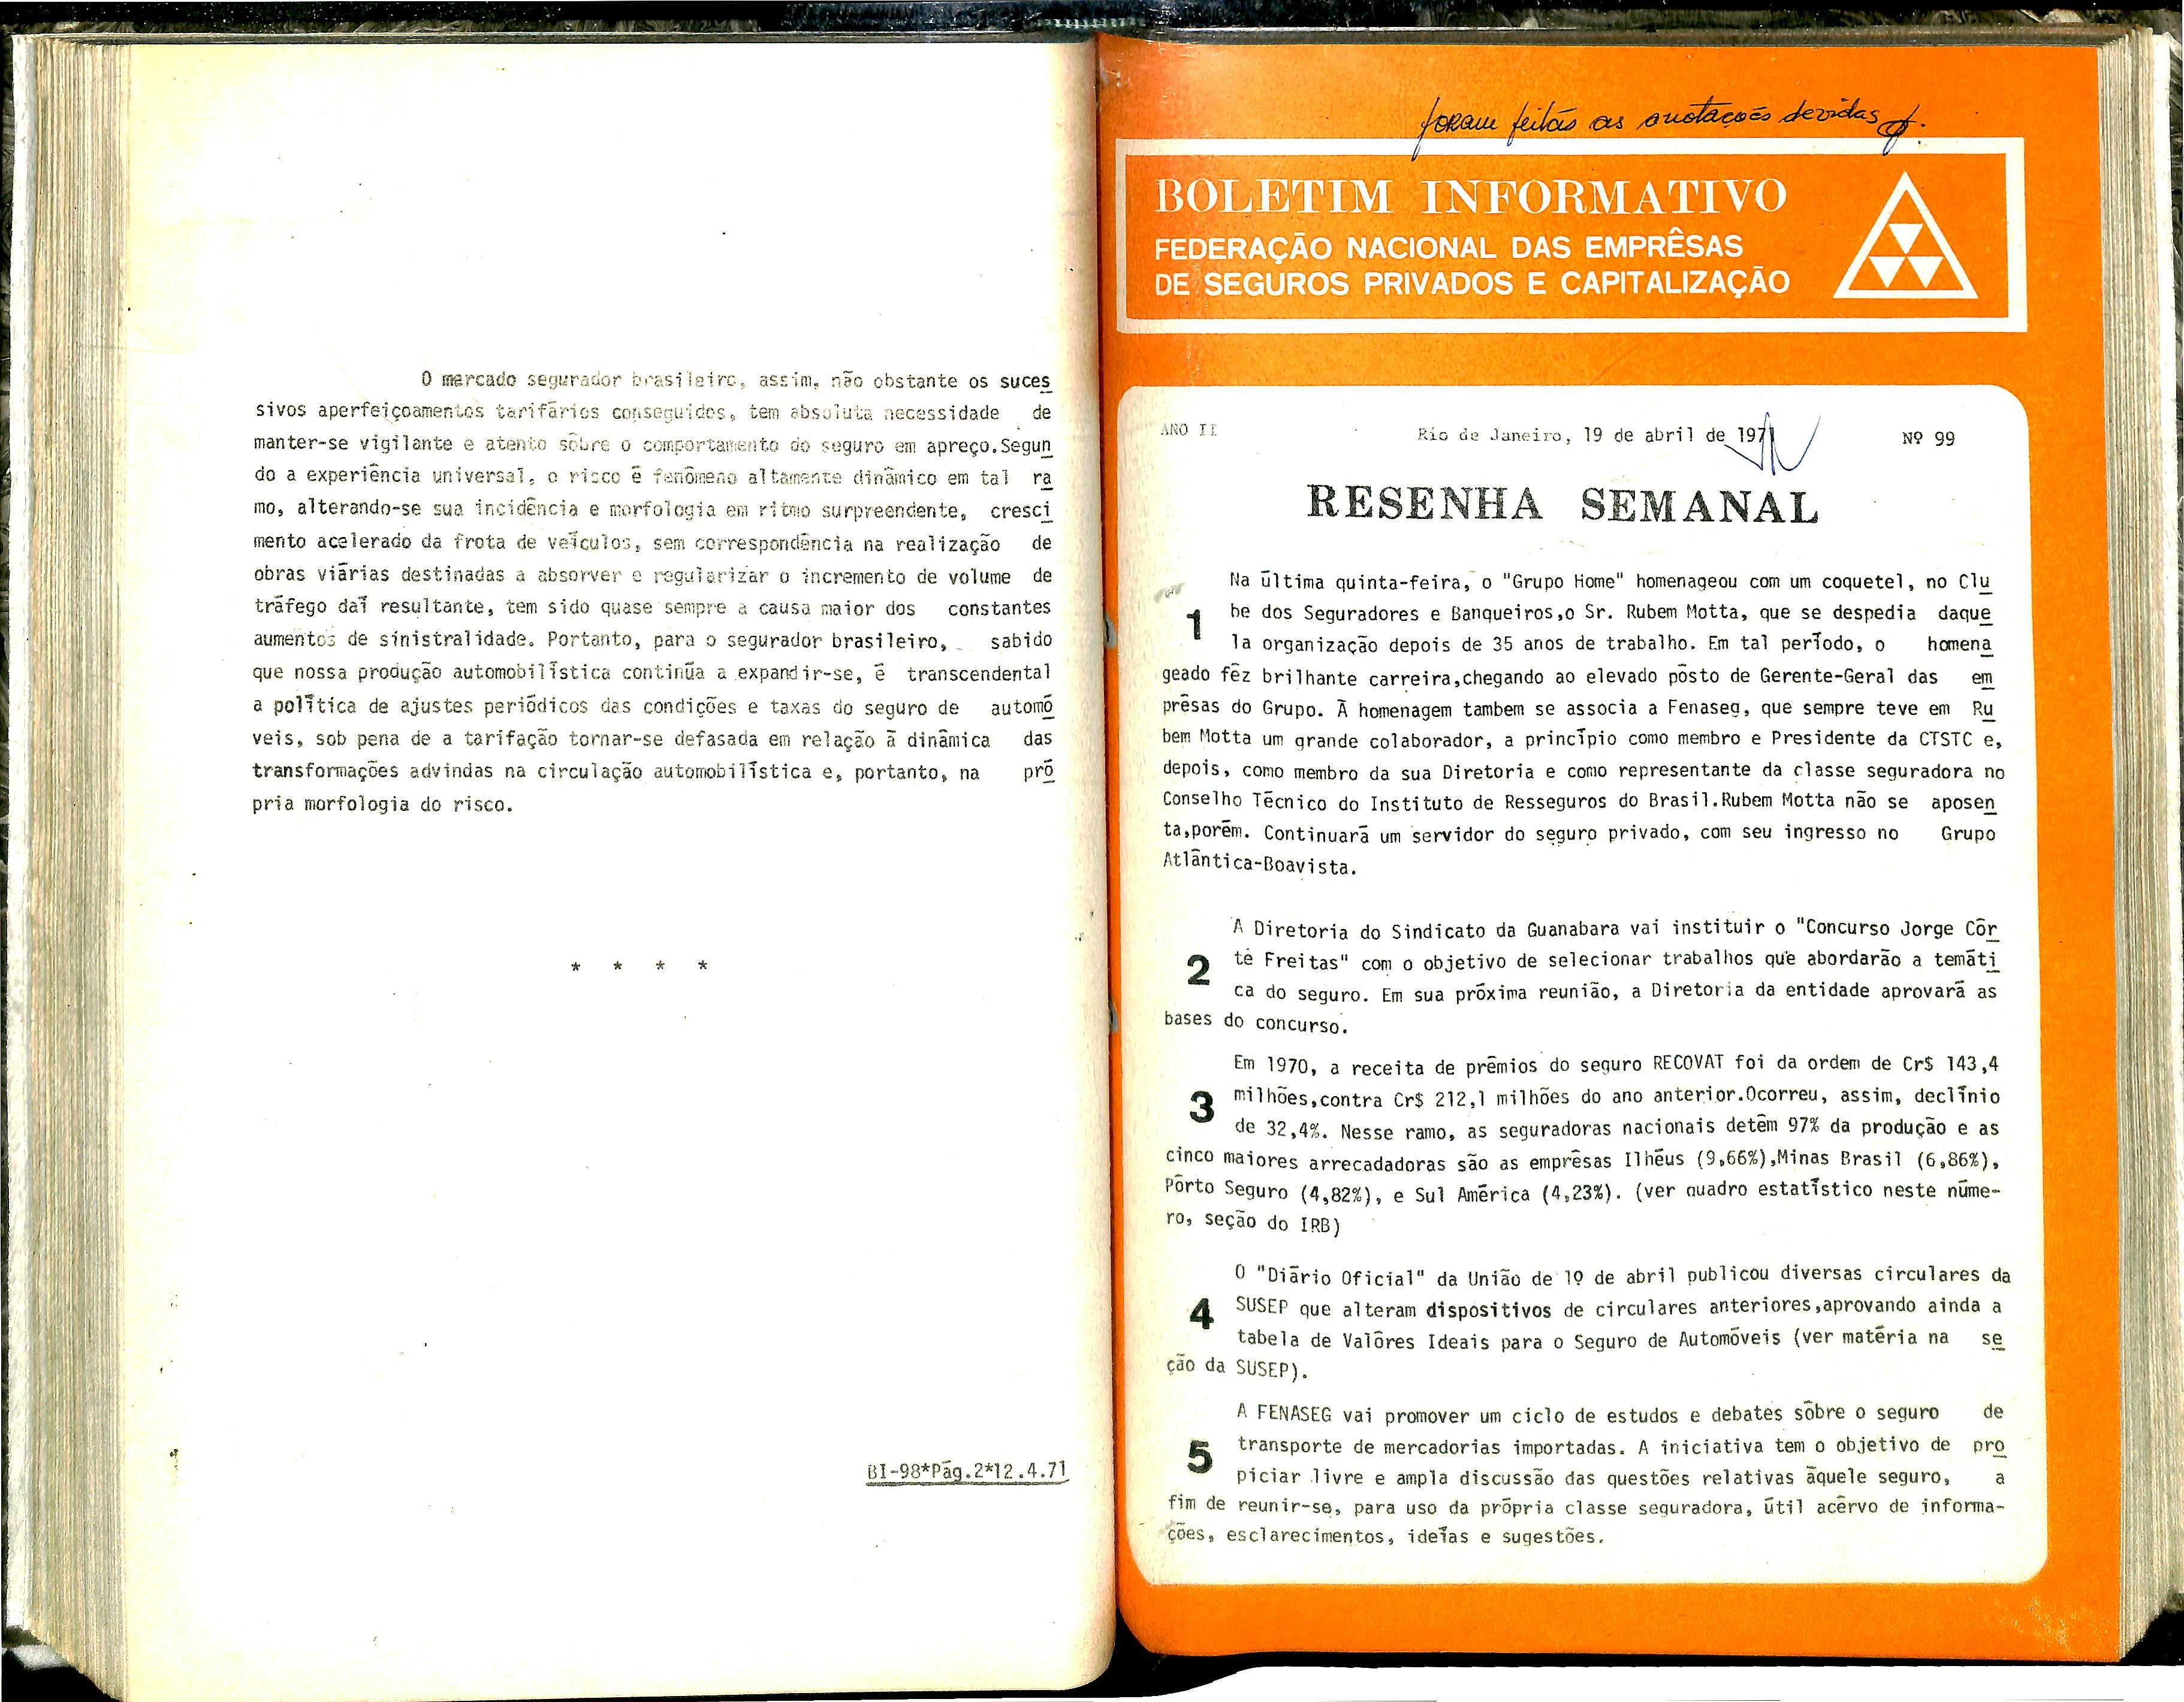 O mercado segurador brasileiro, assim, não obstante os suces
sivos aperfeiçoamentos tarifários conseguidos, tem absoluta necessidade de
manter-se vigilante e atento sôbre o comportamento do seguro em apreço.Segun
do a experiência universal, o risco é fenômeno altamente dinâmico em tal ra
mo, alterando-se sua incidência e morfologia em ritmo surpreendente, cresci
mento acelerado da frota de veículos, sem correspondência na realização de
obras viárias destinadas a absorver e regularizar o incremento de volume de
tráfego daí resultante, tem sido quase sempre a causa maior dos constantes
aumentos de sinistralidade. Portanto, para o segurador brasileiro, sabido
que nossa produção automobilística continúa a expandir-se, é transcendental
a política de ajustes periódicos das condições e taxas do seguro de automó
veis, sob pena de a tarifação tornar-se defasada em relação à dinâmica das
transformações advindas na circulação automobilística e, portanto, na pró
pria morfologia do risco.
* * * *
BI-98*Pág.2*12.4.71
foram feitas as anotações devidas
BOLETIM INFORMATIVO
FEDERAÇÃO NACIONAL DAS EMPRÊSAS
DE SEGUROS PRIVADOS E CAPITALIZAÇÃO
ANO II Rio de Janeiro, 19 de abril de 1971 Nº 99
RESENHA SEMANAL
Na última quinta-feira, o "Grupo Home" homenageou com um coquetel, no Clu
1 be dos Seguradores e Banqueiros,o Sr. Rubem Motta, que se despedia daque
la organização depois de 35 anos de trabalho. Em tal período, o homena
geado fêz brilhante carreira,chegando ao elevado pôsto de Gerente-Geral das em
prêsas do Grupo. À homenagem tambem se associa a Fenaseg, que sempre teve em Ru
bem Motta um grande colaborador, a princípio como membro e Presidente da CTSTC e,
depois, como membro da sua Diretoria e como representante da classe seguradora no
Conselho Técnico do Instituto de Resseguros do Brasil.Rubem Motta não se aposen
ta,porém. Continuará um servidor do seguro privado, com seu ingresso no Grupo
Atlântica-Boavista.
A Diretoria do Sindicato da Guanabara vai instituir o "Concurso Jorge Côr
2 te Freitas" com o objetivo de selecionar trabalhos que abordarão a temáti
ca do seguro. Em sua próxima reunião, a Diretoria da entidade aprovará as
bases do concurso.
Em 1970, a receita de prêmios do seguro RECOVAT foi da ordem de Cr$ 143,4
3 milhões,contra Cr$ 212,1 milhões do ano anterior.Ocorreu, assim, declínio
de 32,4%. Nesse ramo, as seguradoras nacionais detêm 97% da produção e as
cinco maiores arrecadadoras são as emprêsas Ilhéus (9,66%),Minas Brasil (6,86%),
Pôrto Seguro (4,82%), e Sul América (4,23%). (ver quadro estatístico neste núme-
ro, seção do IRB)
O "Diário Oficial" da União de 1º de abril publicou diversas circulares da
4 SUSEP que alteram dispositivos de circulares anteriores,aprovando ainda a
tabela de Valôres Ideais para o Seguro de Automóveis (ver matéria na se
ção da SUSEP).
A FENASEG vai promover um ciclo de estudos e debates sôbre o seguro de
5 transporte de mercadorias importadas. A iniciativa tem o objetivo de pro
piciar livre e ampla discussão das questões relativas àquele seguro, a
fim de reunir-se, para uso da própria classe seguradora, útil acêrvo de informa-
ções, esclarecimentos, ideías e sugestões.